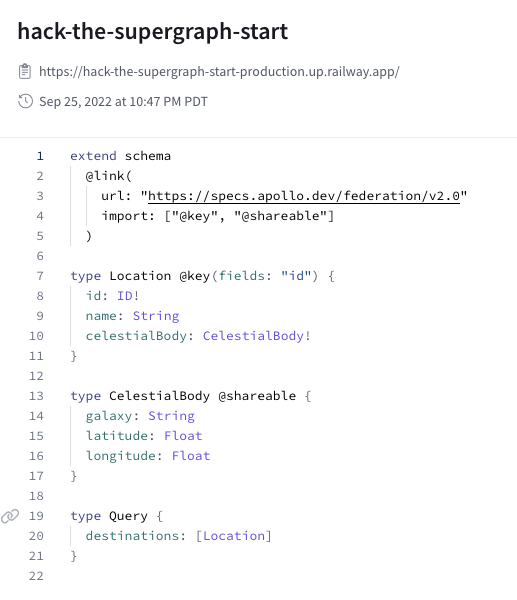 hack-the-supergraph-start
https://hack-the-supergraph-start-production.up.railway.app/
Sep 25, 2022 at 10:47 PM PDT
1 extend schema
2 @link(
3 url: "https://specs.apollo.dev/federation/v2.0"
4 import: ["@key", "@shareable"]
5 )
6
7 type Location @key(fields: "id") {
8 id: ID!
9 name: String
10 celestialBody: CelestialBody!
11 }
12
13 type CelestialBody @shareable {
14 galaxy: String
15 latitude: Float
16 longitude: Float
17 }
18
19 type Query {
20 destinations: [Location]
21 }
22